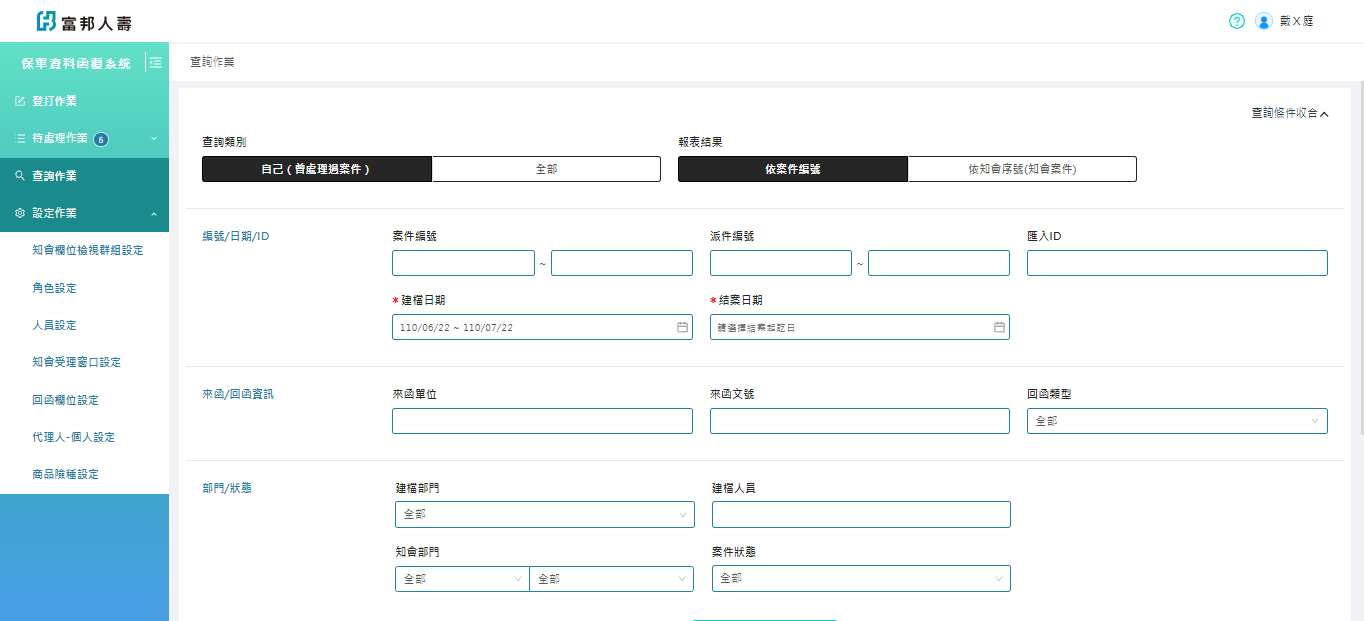 富邦人壽
戴X庭
保單資料函覆系統
登打作業
待處理作業 6
查詢作業
設定作業
知會欄位檢視群組設定
角色設定
人員設定
知會受理窗口設定
回函欄位設定
代理人-個人設定
商品險種設定
查詢作業
查詢條件收合
查詢類別 報表結果
自己 ( 曾處理過案件 ) 全部 依案件編號 依知會序號(知會案件)
編號/日期/ID 案件編號 派件編號 匯入ID
~ ~
*建檔日期 *結案日期
110/06/22 ~ 110/07/22 請選擇結案起訖日
來函/回函資訊 來函單位 來函文號 回函類型
全部
部門/狀態 建檔部門 建檔人員
全部
知會部門 案件狀態
全部 全部 全部